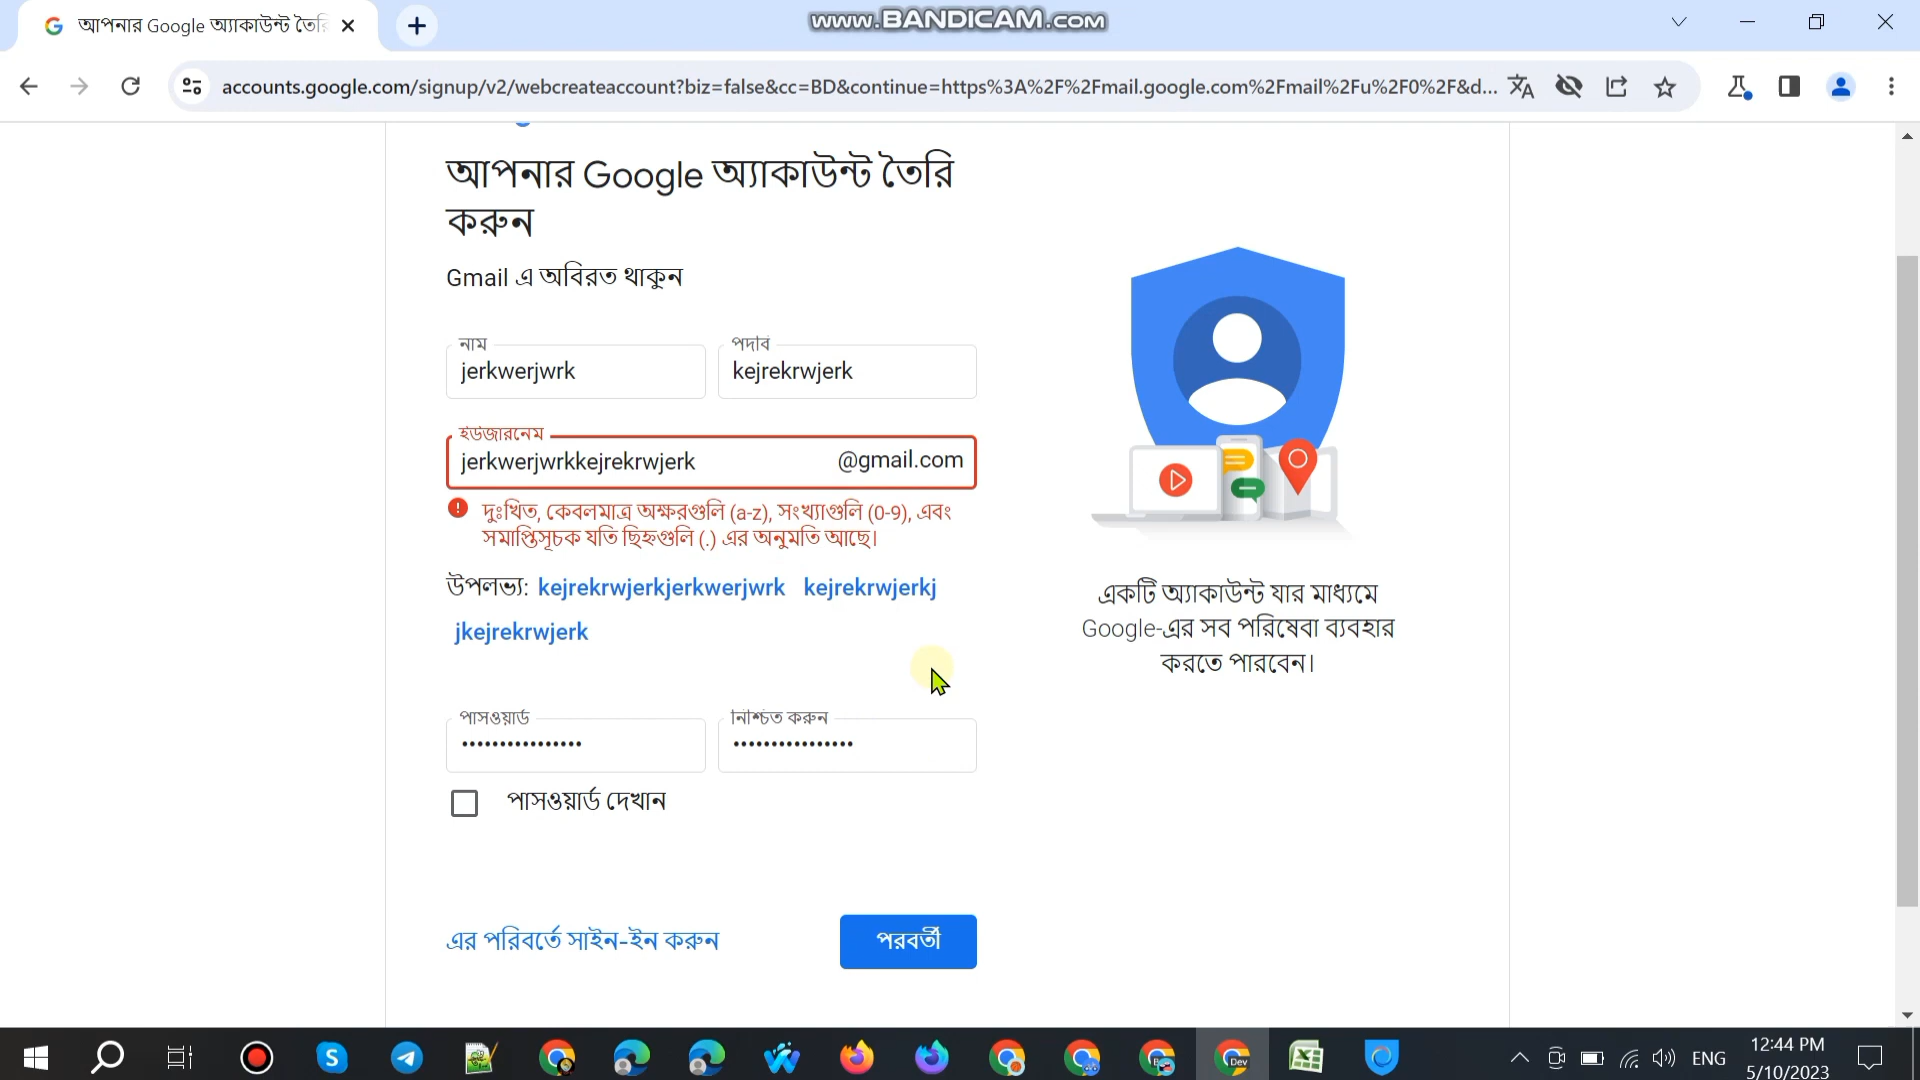 আপনার Google অ্যাকাউন্ট তৈরি
www.BANDICAM.com
accounts.google.com/signup/v2/webcreateaccount?biz=false&cc=BD&continue=https%3A%2F%2Fmail.google.com%2Fmail%2Fu%2F0%2F&d...
আপনার Google অ্যাকাউন্ট তৈরি
করুন
Gmail এ অবিরত থাকুন
নাম পদবি
jerkwerjwrk kejrekrwjerk
ইউজারনেম
jerkwerjwrkkejrekrwjerk @gmail.com
দুঃখিত, কেবলমাত্র অক্ষরগুলি (a-z), সংখ্যাগুলি (0-9), এবং
সমাপ্তিসূচক যতি ছিহ্নগুলি (.) এর অনুমতি আছে।
উপলভ্য: kejrekrwjerkjerkwerjwrk kejrekrwjerkj
jkejrekrwjerk
পাসওয়ার্ড নিশ্চিত করুন
পাসওয়ার্ড দেখান
এর পরিবর্তে সাইন-ইন করুন পরবর্তী
একটি অ্যাকাউন্ট যার মাধ্যমে
Google-এর সব পরিষেবা ব্যবহার
করতে পারবেন।
Dev
ENG
12:44 PM
5/10/2023